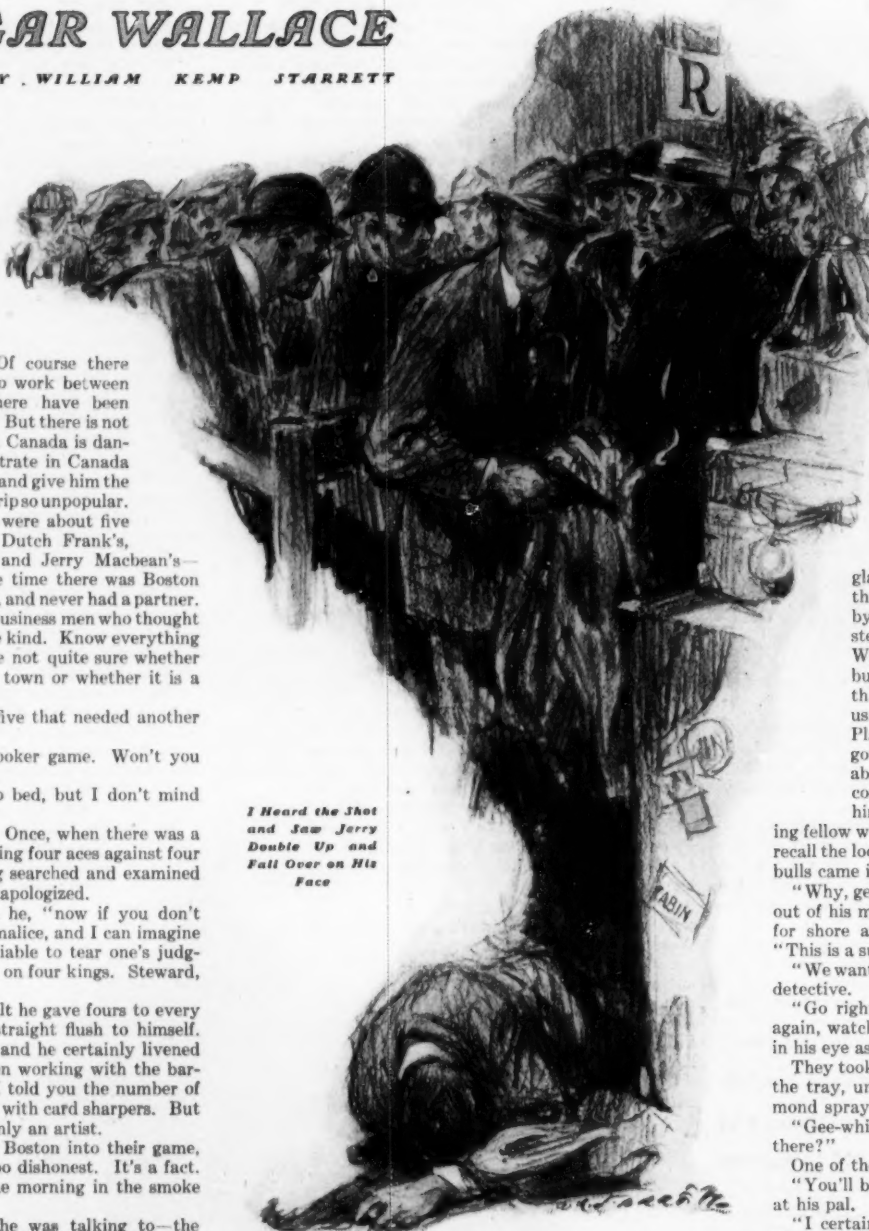 GAR WALLACE
WILLIAM KEMP STARRETT
R
Of course there
work between
here have been
But there is not
Canada is dan-
trate in Canada
and give him the
rip so unpopular.
were about five
Dutch Frank's,
and Jerry Macbean's—
e time there was Boston
, and never had a partner.
usiness men who thought
kind. Know everything
e not quite sure whether
town or whether it is a
five that needed another
poker game. Won't you
o bed, but I don't mind
Once, when there was a
ing four aces against four
g searched and examined
apologized.
he, "now if you don't
nalice, and I can imagine
iable to tear one's judg-
on four kings. Steward,
lt he gave fours to every
traight flush to himself.
and he certainly livened
n working with the bar-
told you the number of
with card sharpers. But
nly an artist.
Boston into their game,
oo dishonest. It's a fact.
e morning in the smoke
he was talking to—the
I Heard the Shot
and Saw Jerry
Double Up and
Fall Over on His
Face
CABIN
gla
th
by
ste
W
bu
th
us
Pl
go
ab
co
hi
ing fellow w
recall the loo
bulls came i
"Why, ge
out of his m
for shore a
"This is a s
"We want
detective.
"Go righ
again, watc
in his eye as
They took
the tray, un
mond spray
"Gee-whi
there?"
One of th
"You'll b
at his pal.
"I certain